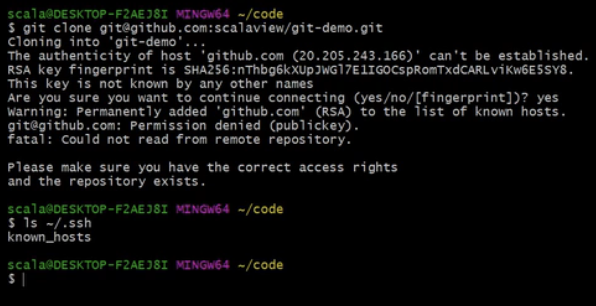 scala@DESKTOP-F2AEJ8I MINGW64 ~/code
$ git clone git@github.com:scalaview/git-demo.git
Cloning into 'git-demo'...
The authenticity of host 'github.com (20.205.243.166)' can't be established.
RSA key fingerprint is SHA256:nThbg6kXUpJWGl7E1IGOCspRomTxdCARLviKw6E5SY8.
This key is not known by any other names
Are you sure you want to continue connecting (yes/no/[fingerprint])? yes
Warning: Permanently added 'github.com' (RSA) to the list of known hosts.
git@github.com: Permission denied (publickey).
fatal: Could not read from remote repository.
Please make sure you have the correct access rights
and the repository exists.
scala@DESKTOP-F2AEJ8I MINGW64 ~/code
$ ls ~/.ssh
known_hosts
scala@DESKTOP-F2AEJ8I MINGW64 ~/code
$